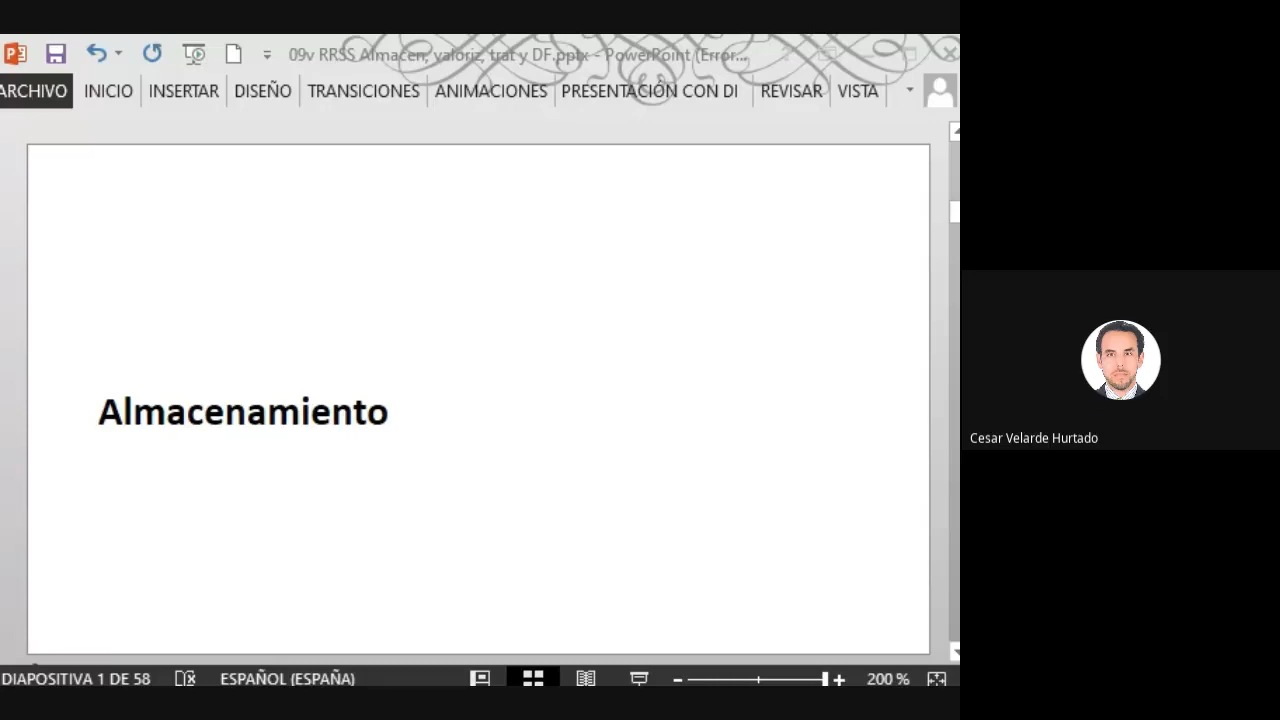 09v RRSS Almacen, valoriz, trat y DF.pptx - PowerPoint (Error...
ARCHIVO INICIO INSERTAR DISEÑO TRANSICIONES ANIMACIONES PRESENTACIÓN CON DI REVISAR VISTA
Almacenamiento
Cesar Velarde Hurtado
DIAPOSITIVA 1 DE 58 ESPAÑOL (ESPAÑA) 200 %